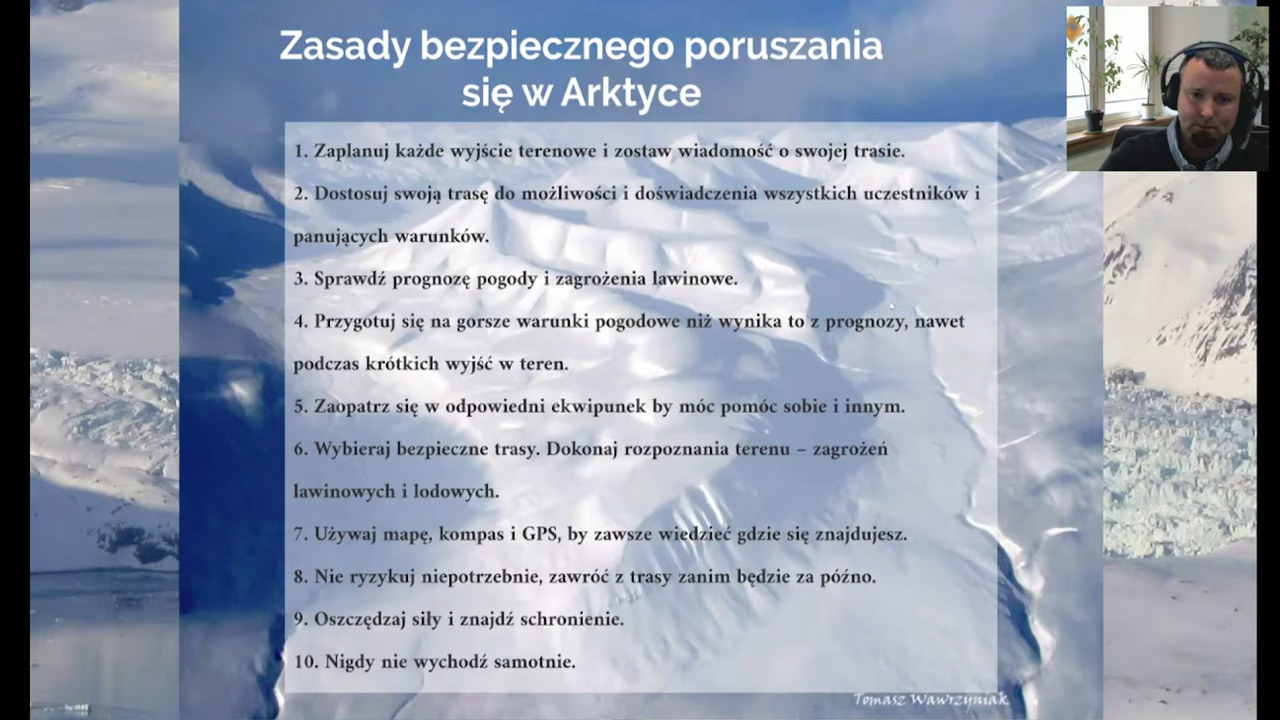 Zasady bezpiecznego poruszania
się w Arktyce
1. Zaplanuj każde wyjście terenowe i zostaw wiadomość o swojej trasie.
2. Dostosuj swoją trasę do możliwości i doświadczenia wszystkich uczestników i
panujących warunków.
3. Sprawdź prognozę pogody i zagrożenia lawinowe.
4. Przygotuj się na gorsze warunki pogodowe niż wynika to z prognozy, nawet
podczas krótkich wyjść w teren.
5. Zaopatrz się w odpowiedni ekwipunek by móc pomóc sobie i innym.
6. Wybieraj bezpieczne trasy. Dokonaj rozpoznania terenu – zagrożeń
lawinowych i lodowych.
7. Używaj mapę, kompas i GPS, by zawsze wiedzieć gdzie się znajdujesz.
8. Nie ryzykuj niepotrzebnie, zawróć z trasy zanim będzie za późno.
9. Oszczędzaj siły i znajdź schronienie.
10. Nigdy nie wychodź samotnie.
Tomasz Wawrzyniak